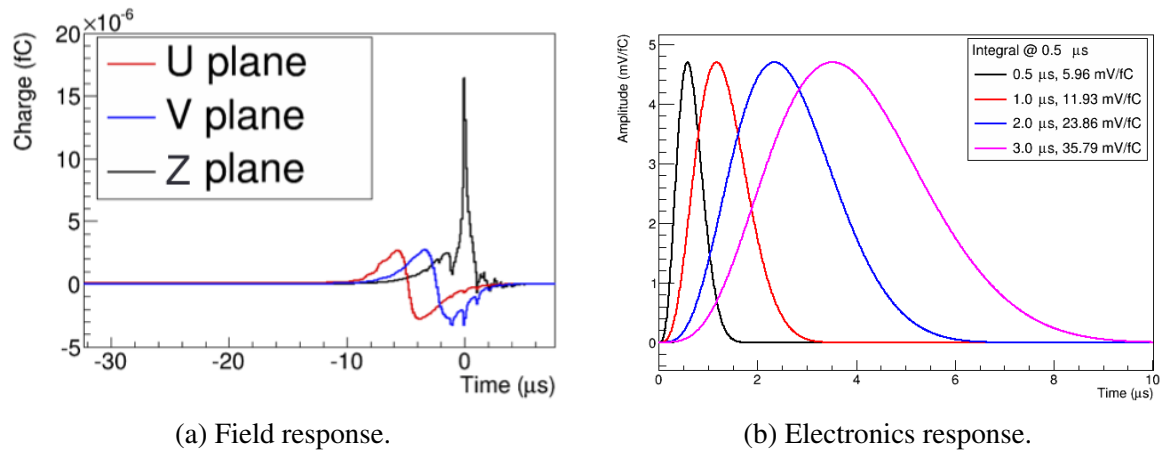 ×10⁻⁶
Charge (fC)
20
15
10
5
0
-5
U plane
V plane
Z plane
-30
-20
-10
0
Time (μs)
(a) Field response.
Amplitude (mV/fC)
5
4
3
2
1
0
Integral @ 0.5 μs
0.5 μs, 5.96 mV/fC
1.0 μs, 11.93 mV/fC
2.0 μs, 23.86 mV/fC
3.0 μs, 35.79 mV/fC
0
2
4
6
8
10
Time (μs)
(b) Electronics response.